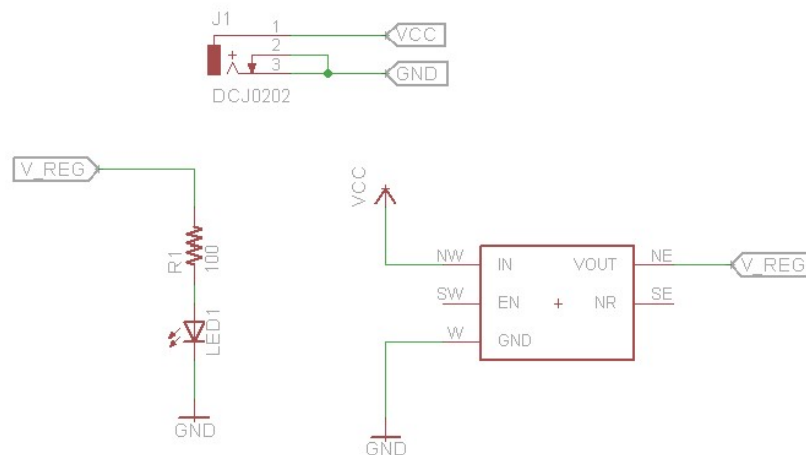 J1
1
VCC
2
3
GND
DCJ0202
V_REG
R1
100
LED1
GND
VCC
NW
IN
VOUT
NE
V_REG
SW
EN
NR
SE
W
GND
GND